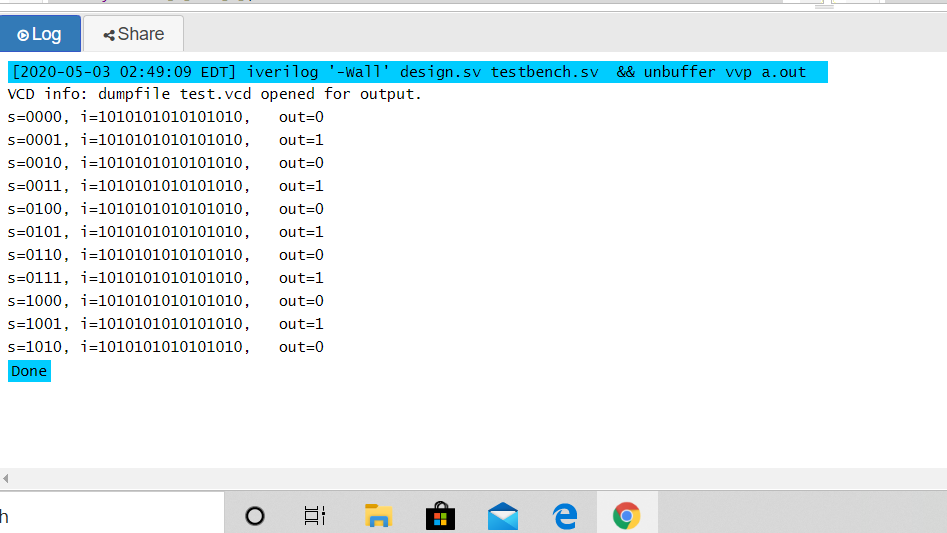 Log Share
[2020-05-03 02:49:09 EDT] iverilog '-Wall' design.sv testbench.sv && unbuffer vvp a.out
VCD info: dumpfile test.vcd opened for output.
s=0000, i=1010101010101010, out=0
s=0001, i=1010101010101010, out=1
s=0010, i=1010101010101010, out=0
s=0011, i=1010101010101010, out=1
s=0100, i=1010101010101010, out=0
s=0101, i=1010101010101010, out=1
s=0110, i=1010101010101010, out=0
s=0111, i=1010101010101010, out=1
s=1000, i=1010101010101010, out=0
s=1001, i=1010101010101010, out=1
s=1010, i=1010101010101010, out=0
Done
h